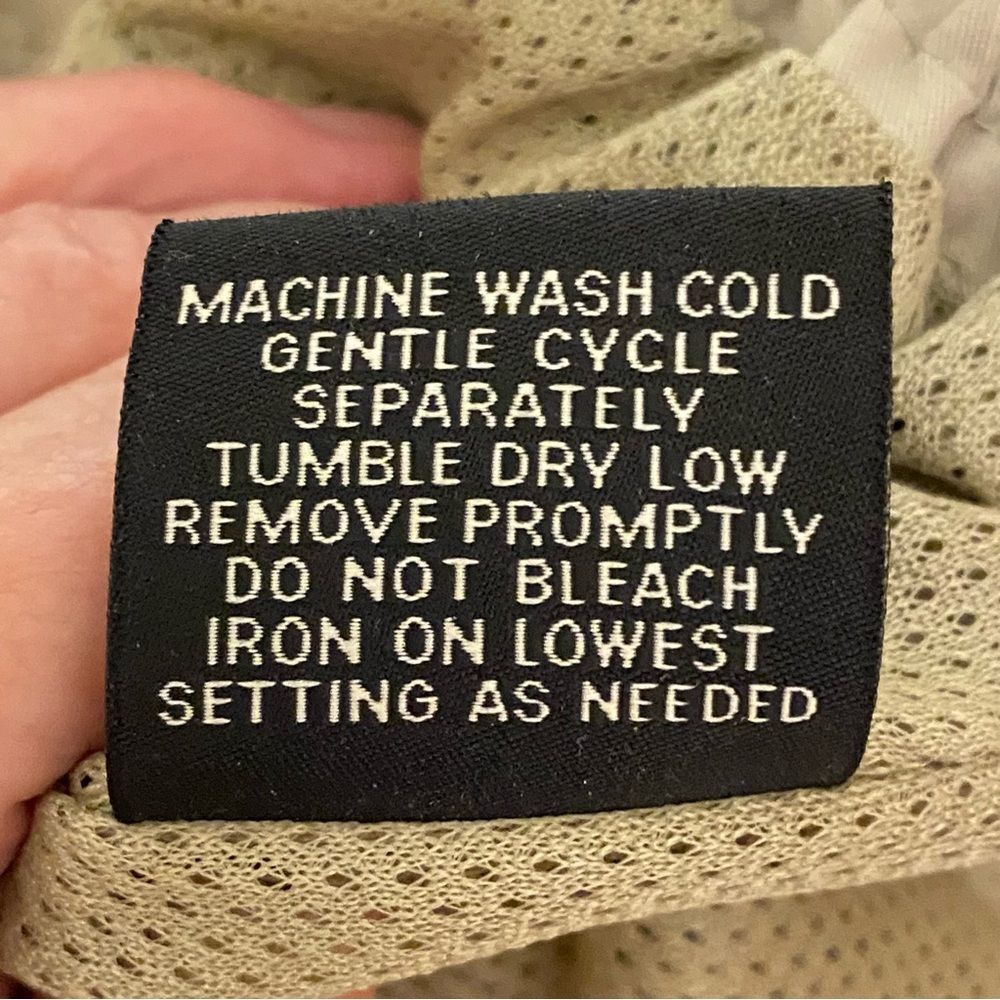 MACHINE WASH COLD
GENTLE CYCLE
SEPARATELY
TUMBLE DRY LOW
REMOVE PROMPTLY
DO NOT BLEACH
IRON ON LOWEST
SETTING AS NEEDED